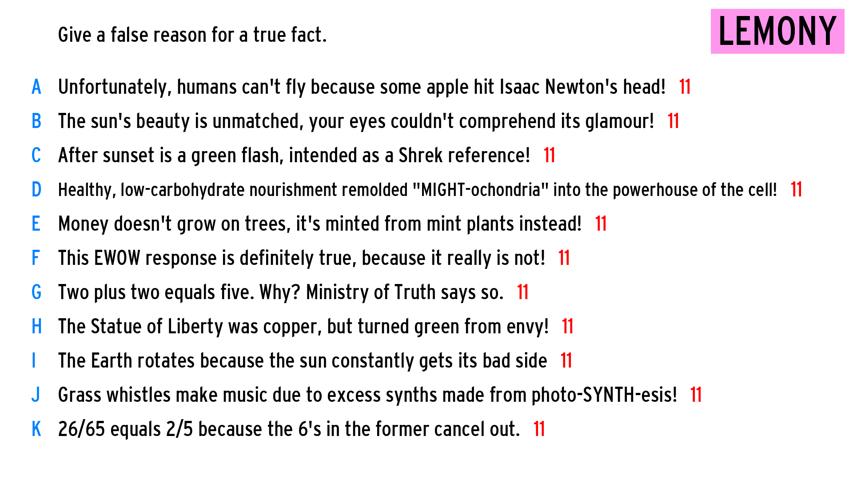 Give a false reason for a true fact.
LEMONY
A Unfortunately, humans can't fly because some apple hit Isaac Newton's head! 11
B The sun's beauty is unmatched, your eyes couldn't comprehend its glamour! 11
C After sunset is a green flash, intended as a Shrek reference! 11
D Healthy, low-carbohydrate nourishment remolded "MIGHT-ochondria" into the powerhouse of the cell! 11
E Money doesn't grow on trees, it's minted from mint plants instead! 11
F This EWOW response is definitely true, because it really is not! 11
G Two plus two equals five. Why? Ministry of Truth says so. 11
H The Statue of Liberty was copper, but turned green from envy! 11
I The Earth rotates because the sun constantly gets its bad side 11
J Grass whistles make music due to excess synths made from photo-SYNTH-esis! 11
K 26/65 equals 2/5 because the 6's in the former cancel out. 11